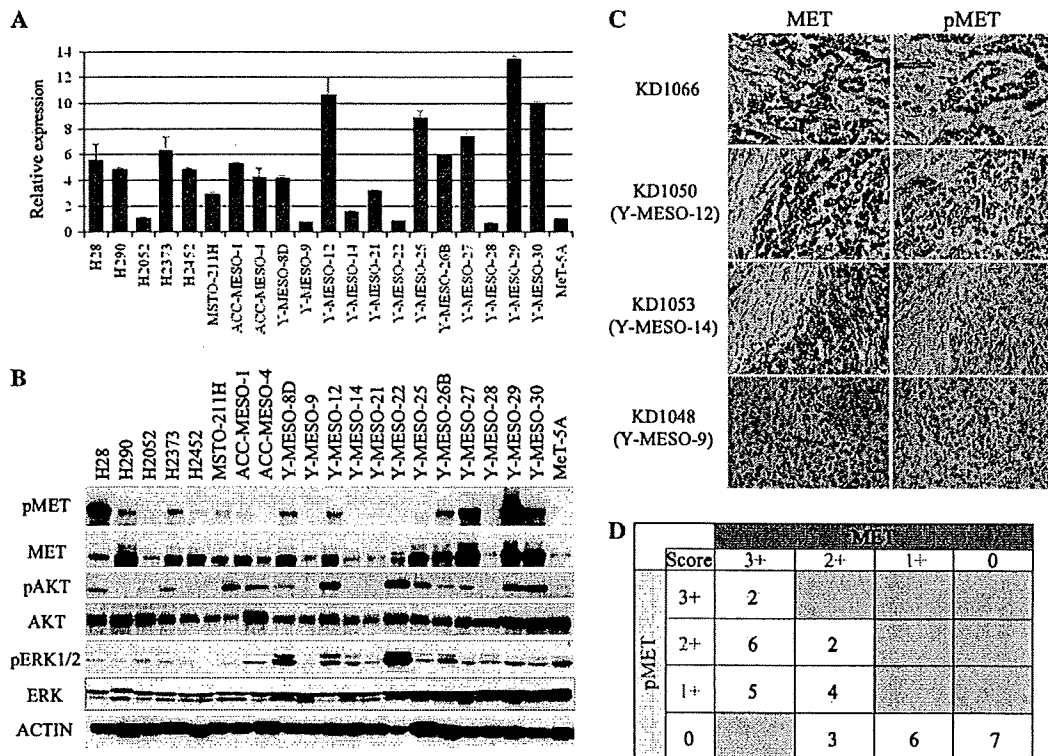 A
Relative expression
14
12
10
8
6
4
2
0
H28
H290
H2052
H2373
H2452
MSTO-211H
ACC-MESO-1
ACC-MESO-4
Y-MESO-8D
Y-MESO-9
Y-MESO-12
Y-MESO-14
Y-MESO-21
Y-MESO-22
Y-MESO-25
Y-MESO-26B
Y-MESO-27
Y-MESO-28
Y-MESO-29
Y-MESO-30
MeT-5A
B
H28
H290
H2052
H2373
H2452
MSTO-211H
ACC-MESO-1
ACC-MESO-4
Y-MESO-8D
Y-MESO-9
Y-MESO-12
Y-MESO-14
Y-MESO-21
Y-MESO-22
Y-MESO-25
Y-MESO-26B
Y-MESO-27
Y-MESO-28
Y-MESO-29
Y-MESO-30
MeT-5A
pMET
MET
pAKT
AKT
pERK1/2
ERK
ACTIN
C
MET pMET
KD1066
KD1050
(Y-MESO-12)
KD1053
(Y-MESO-14)
KD1048
(Y-MESO-9)
D
MET
Score 3+ 2+ 1+ 0
pMET
3+ 2
2+ 6 2
1+ 5 4
0 3 6 7